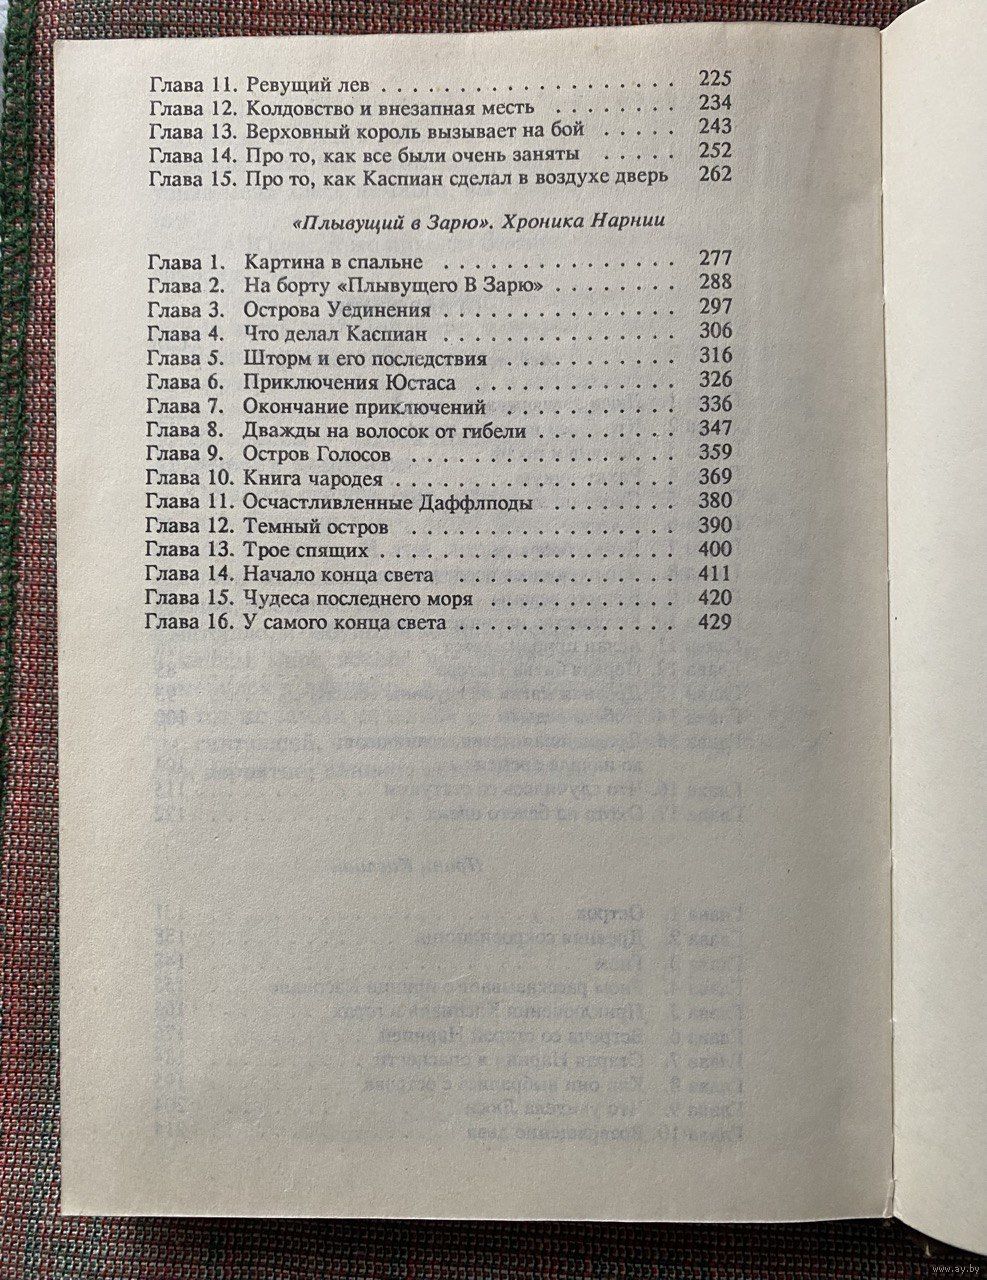 Глава 11. Ревущий лев . . . . . . . . . . . . . . . . . . . . 225
Глава 12. Колдовство и внезапная месть . . . . . . . . 234
Глава 13. Верховный король вызывает на бой . . . . . 243
Глава 14. Про то, как все были очень заняты . . . . . 252
Глава 15. Про то, как Каспиан сделал в воздухе дверь 262
«Плывущий в Зарю». Хроника Нарнии
Глава 1. Картина в спальне . . . . . . . . . . . . . . . 277
Глава 2. На борту «Плывущего В Зарю» . . . . . . . . 288
Глава 3. Острова Уединения . . . . . . . . . . . . . . . 297
Глава 4. Что делал Каспиан . . . . . . . . . . . . . . . 306
Глава 5. Шторм и его последствия . . . . . . . . . . . 316
Глава 6. Приключения Юстаса . . . . . . . . . . . . . 326
Глава 7. Окончание приключений . . . . . . . . . . . . 336
Глава 8. Дважды на волосок от гибели . . . . . . . . . 347
Глава 9. Остров Голосов . . . . . . . . . . . . . . . . . 359
Глава 10. Книга чародея . . . . . . . . . . . . . . . . . . 369
Глава 11. Осчастливленные Даффлподы . . . . . . . . 380
Глава 12. Темный остров . . . . . . . . . . . . . . . . . 390
Глава 13. Трое спящих . . . . . . . . . . . . . . . . . . . 400
Глава 14. Начало конца света . . . . . . . . . . . . . . . 411
Глава 15. Чудеса последнего моря . . . . . . . . . . . . 420
Глава 16. У самого конца света . . . . . . . . . . . . . . 429
www.ay.by